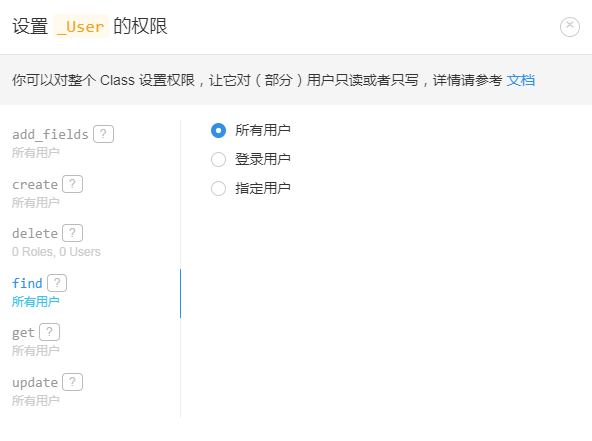 设置 _User 的权限
你可以对整个 Class 设置权限，让它对（部分）用户只读或者只写，详情请参考 文档
add_fields ?
所有用户
create ?
所有用户
delete ?
0 Roles, 0 Users
find ?
所有用户
get ?
所有用户
update ?
所有用户
所有用户
登录用户
指定用户